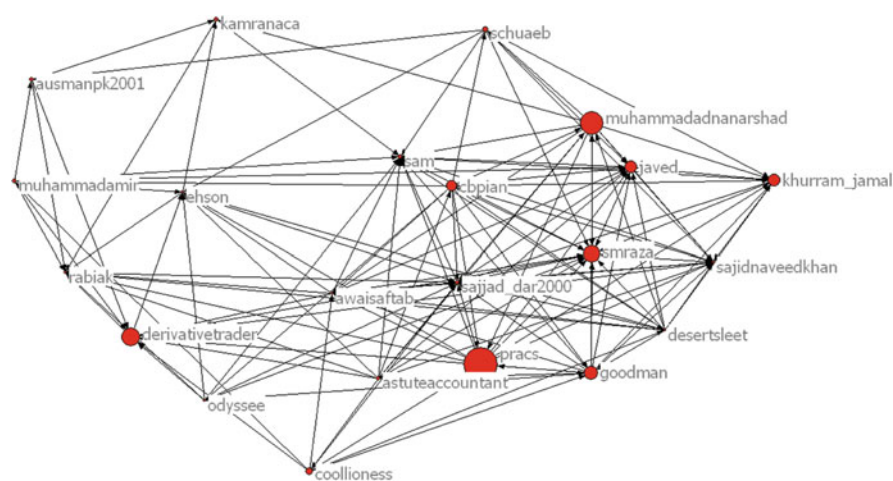 kamranaca
schuaeb
ausmanpk2001
muhammadadnanarshad
sam
javed
muhammadamir
ehson
cbpian
khurram_jamal
smraza
sajidnaveedkhan
rabiak
sajjad_dar2000
awaisaftab
derivativetrader
desertsleet
pracs
goodman
astuteaccountant
odyssee
coollioness